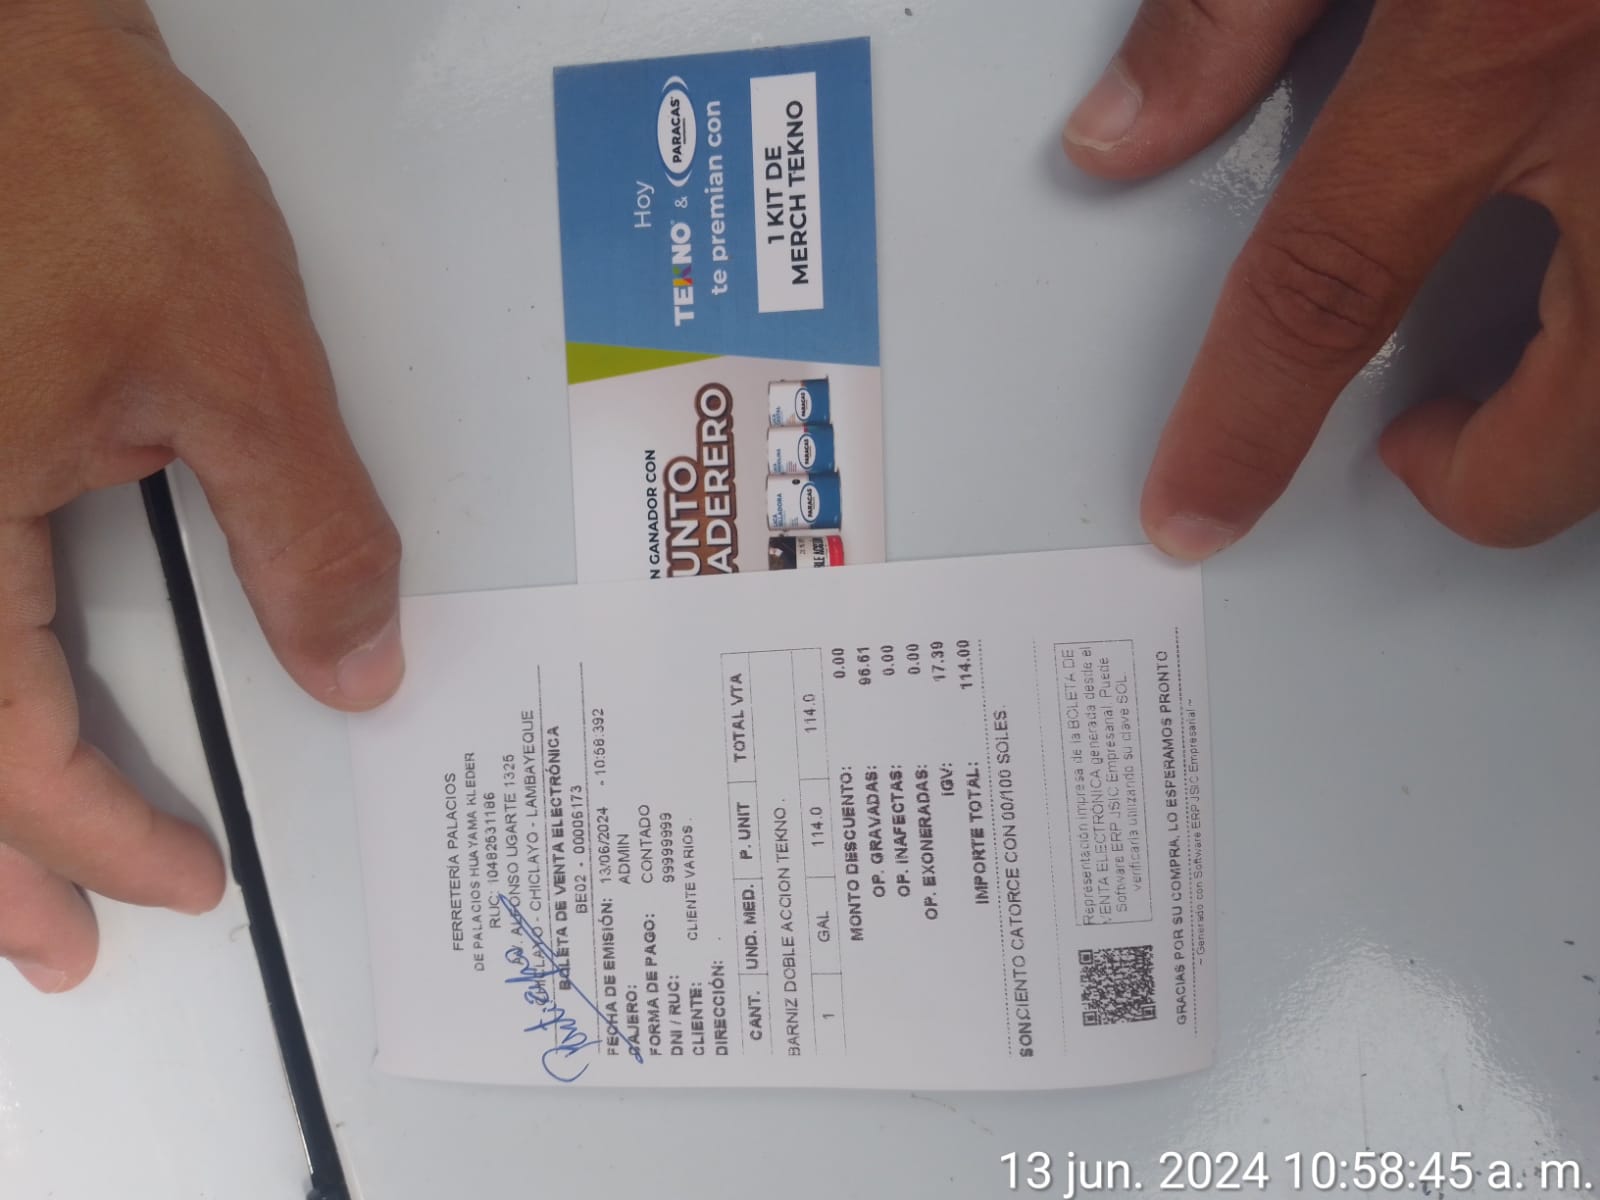 Hoy
TEKNO & PARACAS
te premian con
1 KIT DE
MERCH TEKNO
N GANADOR CON
UNTO
ADERERO
PARACAS
PARACAS
PARACAS
FERRETERÍA PALACIOS
DE PALACIOS HUAYAMA KLEDER
RUC: 10482531186
AV. ALFONSO UGARTE 1325
CHICLAYO - CHICLAYO - LAMBAYEQUE
BOLETA DE VENTA ELECTRÓNICA
BE02 - 00006173
FECHA DE EMISIÓN: 13/06/2024 - 10:58:392
CAJERO: ADMIN
FORMA DE PAGO: CONTADO
DNI / RUC: 99999999
CLIENTE: CLIENTE VARIOS .
DIRECCIÓN: .
CANT. UND. MED. P. UNIT TOTAL VTA
BARNIZ DOBLE ACCION TEKNO .
1 GAL 114.0 114.0
MONTO DESCUENTO: 0.00
OP. GRAVADAS: 96.61
OP. INAFECTAS: 0.00
OP. EXONERADAS: 0.00
IGV: 17.39
IMPORTE TOTAL: 114.00
SON:CIENTO CATORCE CON 00/100 SOLES.
Representación impresa de la BOLETA DE
VENTA ELECTRÓNICA generada desde el
Software ERP JSIC Empresarial. Puede
verificarla utilizando su clave SOL.
GRACIAS POR SU COMPRA, LO ESPERAMOS PRONTO
~ Generado con Software ERP JSIC Empresarial ~
13 jun. 2024 10:58:45 a. m.